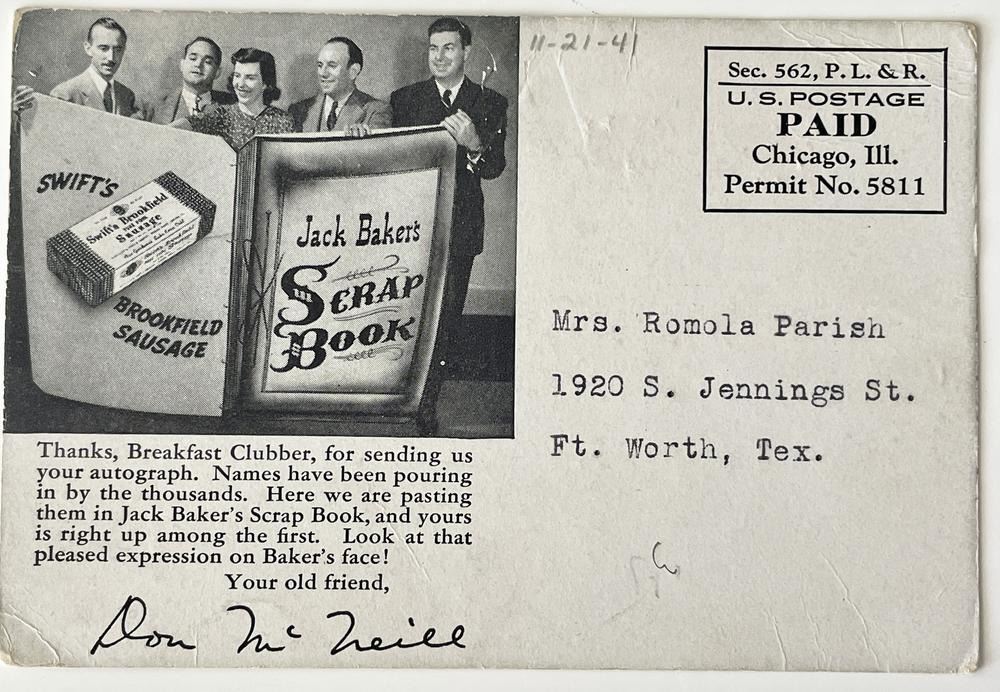 11-21-41
Sec. 562, P. L. & R.
U. S. POSTAGE
PAID
Chicago, Ill.
Permit No. 5811
SWIFT'S
Swift's Brookfield
Sausage
BROOKFIELD
SAUSAGE
Jack Baker's
SCRAP
BOOK
Mrs. Romola Parish
1920 S. Jennings St.
Ft. Worth, Tex.
Thanks, Breakfast Clubber, for sending us
your autograph. Names have been pouring
in by the thousands. Here we are pasting
them in Jack Baker's Scrap Book, and yours
is right up among the first. Look at that
pleased expression on Baker's face!
Your old friend,
Don McNeill